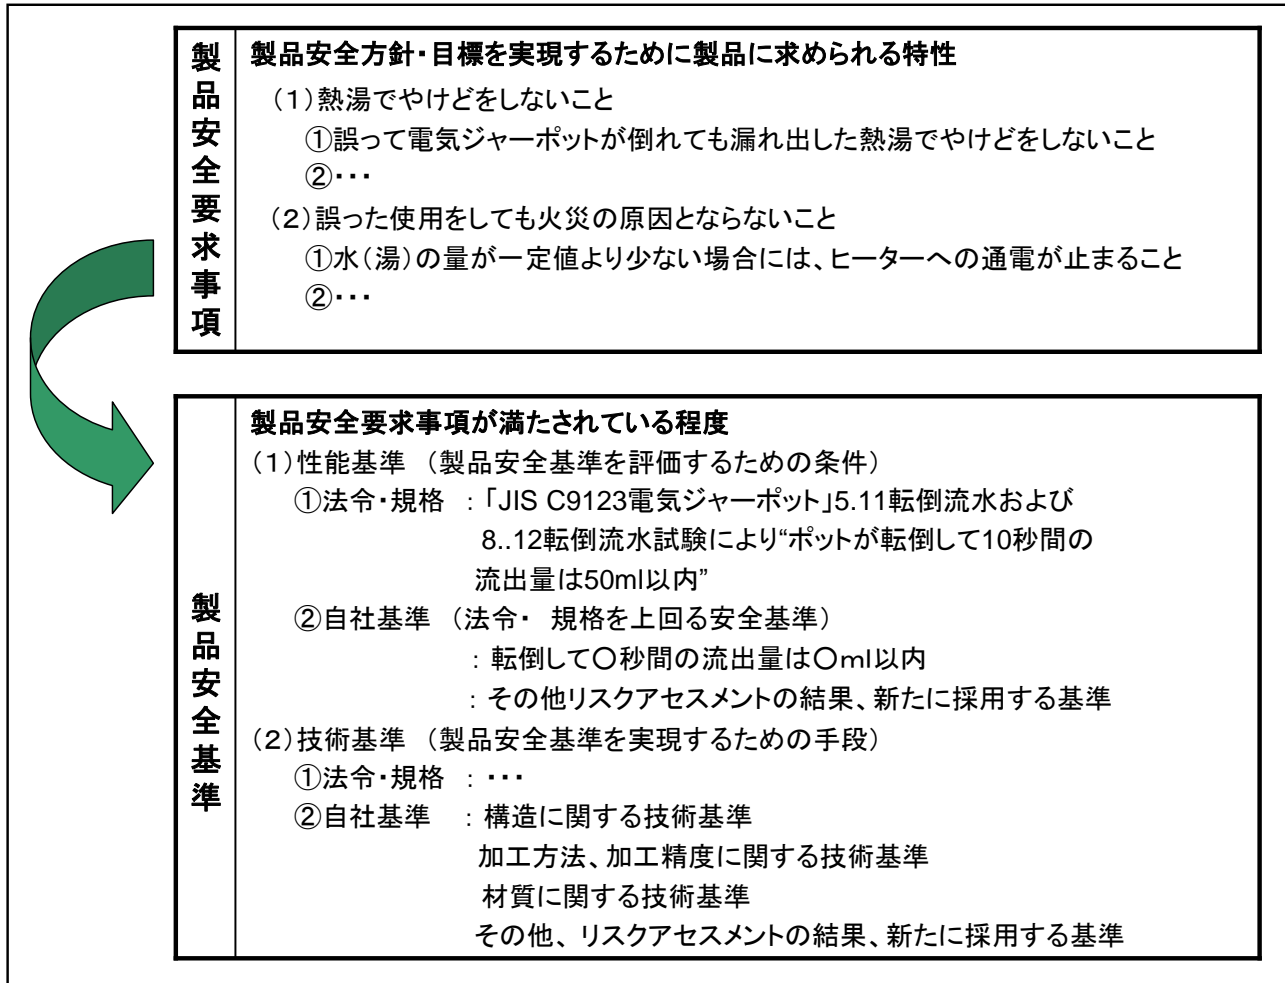 製品安全要求事項
製品安全方針・目標を実現するために製品に求められる特性
(1)熱湯でやけどをしないこと
①誤って電気ジャーポットが倒れても漏れ出した熱湯でやけどをしないこと
②・・・
(2)誤った使用をしても火災の原因とならないこと
①水(湯)の量が一定値より少ない場合には、ヒーターへの通電が止まること
②・・・
製品安全基準
製品安全要求事項が満たされている程度
(1)性能基準 (製品安全基準を評価するための条件)
①法令・規格 :「JIS C9123電気ジャーポット」5.11転倒流水および
8..12転倒流水試験により“ポットが転倒して10秒間の
流出量は50ml以内”
②自社基準 (法令・ 規格を上回る安全基準)
: 転倒して〇秒間の流出量は〇ml以内
: その他リスクアセスメントの結果、新たに採用する基準
(2)技術基準 (製品安全基準を実現するための手段)
①法令・規格 : ・・・
②自社基準 : 構造に関する技術基準
加工方法、加工精度に関する技術基準
材質に関する技術基準
その他、リスクアセスメントの結果、新たに採用する基準